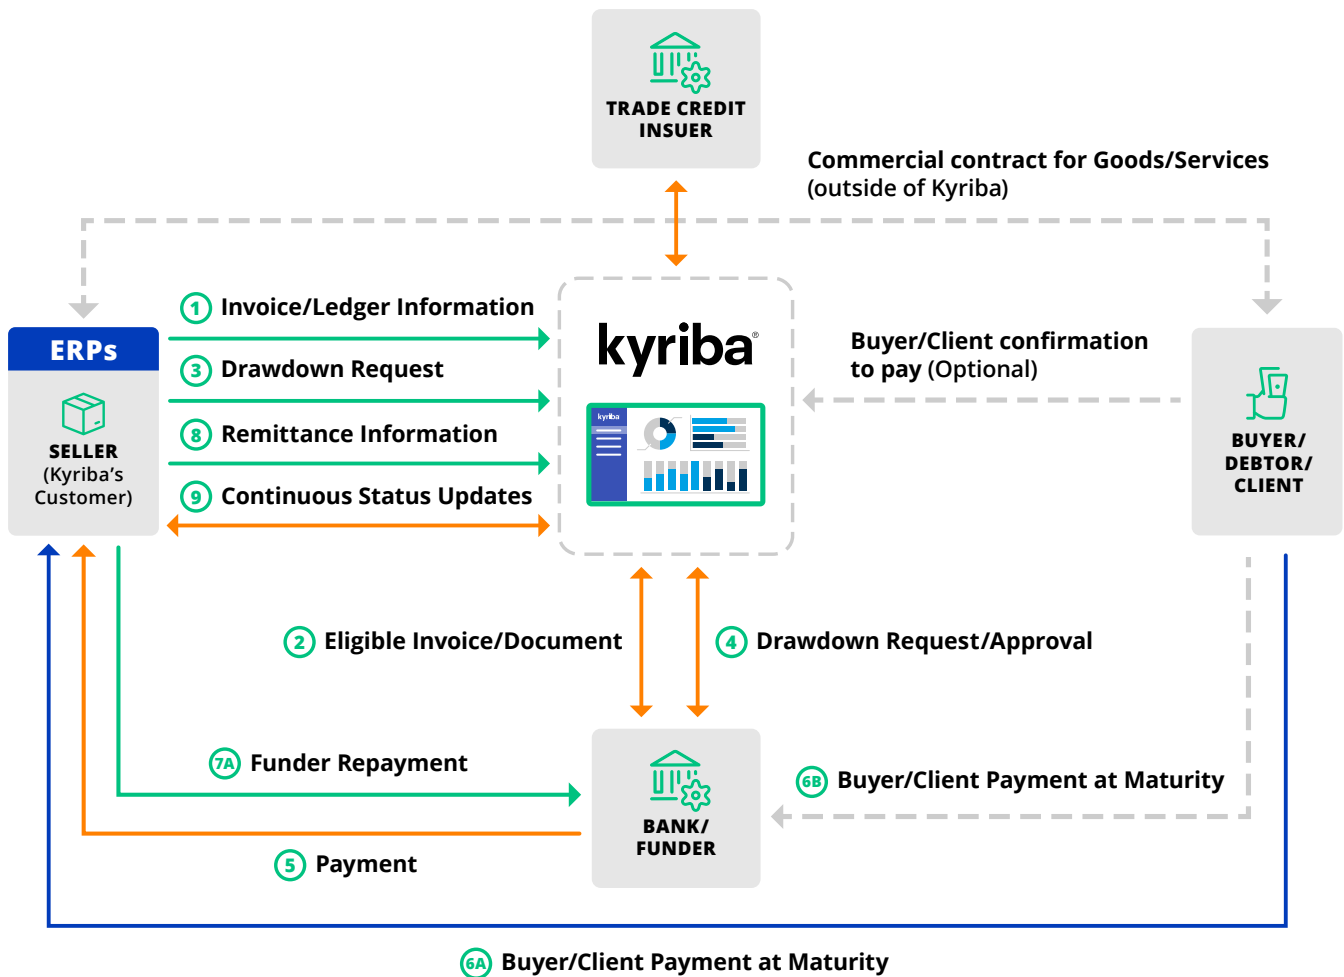 TRADE CREDIT
INSUER
Commercial contract for Goods/Services
(outside of Kyriba)
1 Invoice/Ledger Information
ERPs
3 Drawdown Request
8 Remittance Information
9 Continuous Status Updates
SELLER
(Kyriba's
Customer)
kyriba®
kyriba
Buyer/Client confirmation
to pay (Optional)
BUYER/
DEBTOR/
CLIENT
2 Eligible Invoice/Document
4 Drawdown Request/Approval
7A Funder Repayment
6B Buyer/Client Payment at Maturity
BANK/
FUNDER
5 Payment
6A Buyer/Client Payment at Maturity